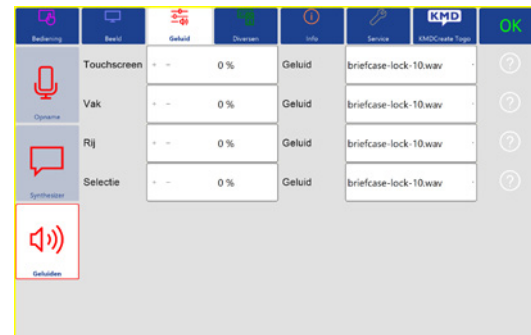 KMD
OK
Bediening Beeld Geluid Diversen Info Service KMDCreate Togo
Touchscreen + - 0 % Geluid briefcase-lock-10.wav ?
Opname
Vak + - 0 % Geluid briefcase-lock-10.wav ?
Rij + - 0 % Geluid briefcase-lock-10.wav ?
Synthesizer
Selectie + - 0 % Geluid briefcase-lock-10.wav ?
Geluiden